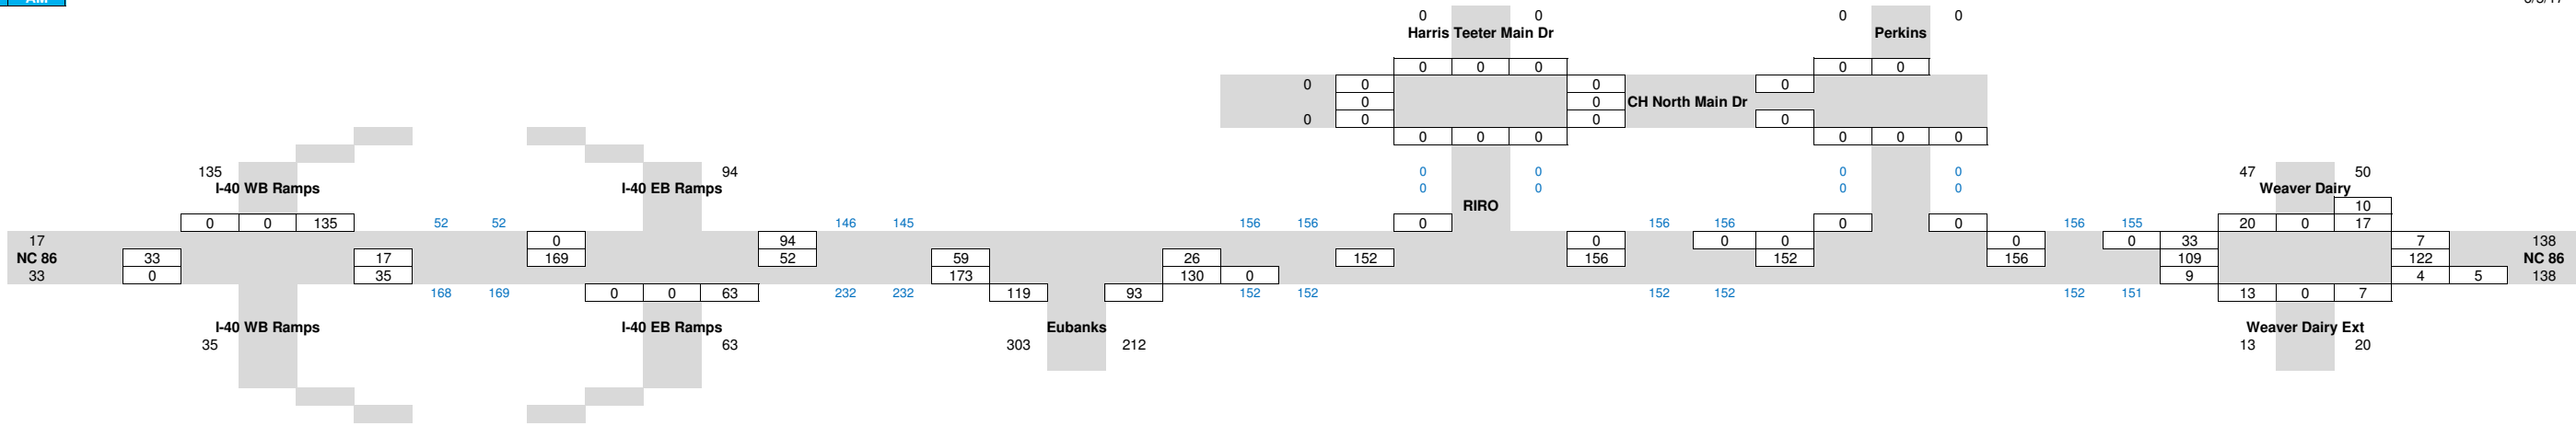 AM
0 0 0 0
Harris Teeter Main Dr Perkins
0 0 0 0 0
0 0 0 0
0 0 CH North Main Dr
0 0 0 0
0 0 0 0 0 0
135 94 0 0 0 0 47 50
I-40 WB Ramps I-40 EB Ramps 0 0 0 0 Weaver Dairy
RIRO 10
0 0 135 52 52 146 145 156 156 0 156 156 0 0 156 155 20 0 17
17 0 94 0 0 0 0 0 33 7 138
NC 86 33 17 169 52 59 26 152 156 152 156 109 122 NC 86
33 0 35 173 130 0 9 4 5 138
168 169 0 0 63 232 232 119 93 152 152 152 152 152 151 13 0 7
I-40 WB Ramps I-40 EB Ramps Eubanks Weaver Dairy Ext
35 63 303 212 13 20